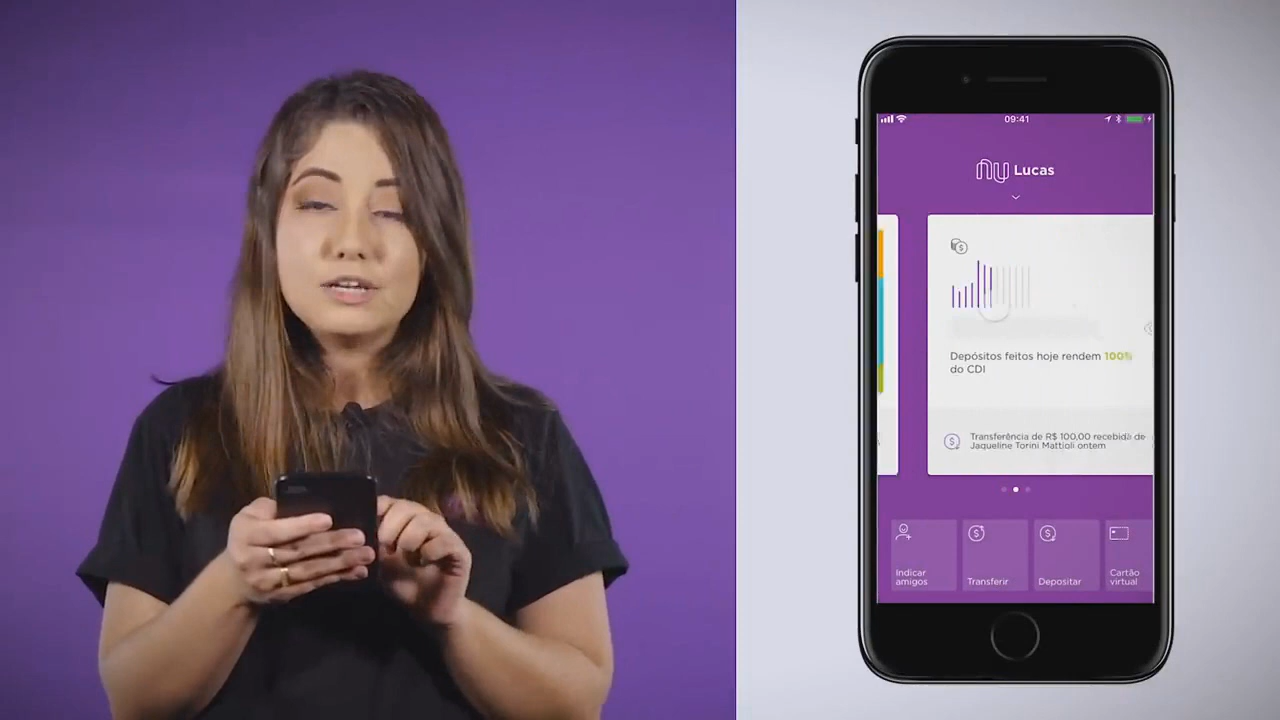 09:41
nu Lucas
Depósitos feitos hoje rendem 100%
do CDI
Transferência de R$ 100,00 recebida de
Jaqueline Torini Mattioli ontem
Indicar
amigos
Transferir
Depositar
Cartão
virtual